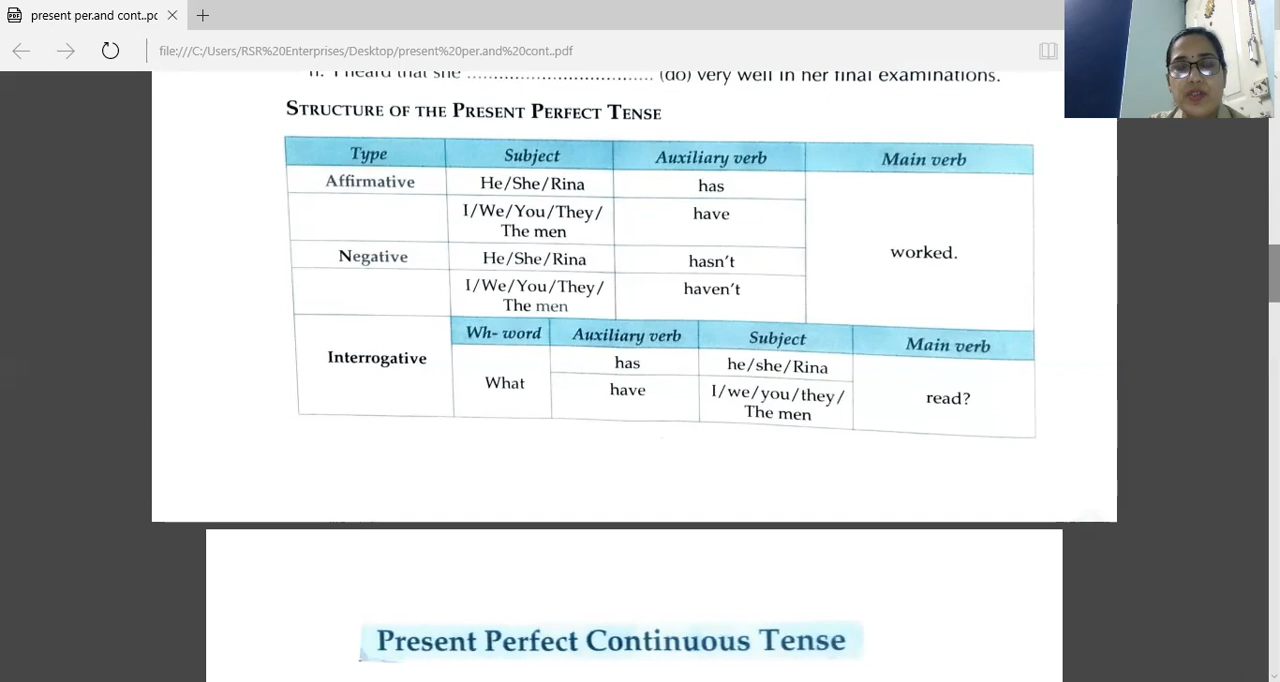 present per.and cont..pc
file:///C:/Users/RSR%20Enterprises/Desktop/present%20per.and%20cont..pdf
n. I heard that she .................................. (do) very well in her final examinations.
STRUCTURE OF THE PRESENT PERFECT TENSE
Type Subject Auxiliary verb Main verb
Affirmative He/She/Rina has
I/We/You/They/ have
The men
worked.
Negative He/She/Rina hasn't
I/We/You/They/ haven't
The men
Wh- word Auxiliary verb Subject Main verb
Interrogative has he/she/Rina
What have I/we/you/they/ read?
The men
Present Perfect Continuous Tense